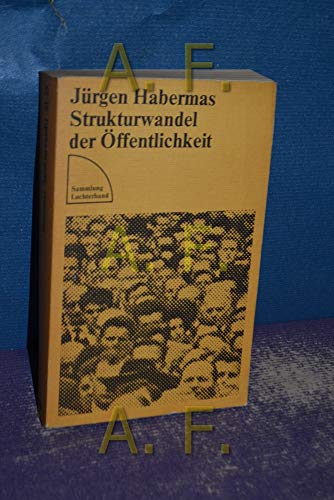 A. F.
Jürgen Habermas
Strukturwandel
der Öffentlichkeit
Sammlung
Luchterhand
A. F.
A. F.